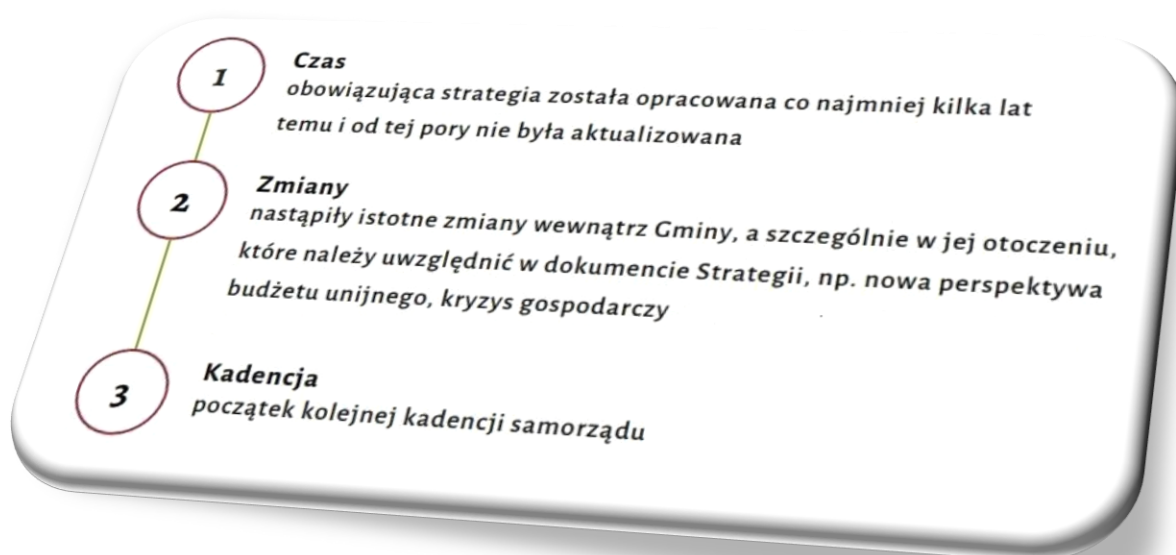 1
Czas
obowiązująca strategia została opracowana co najmniej kilka lat
temu i od tej pory nie była aktualizowana
2
Zmiany
nastąpiły istotne zmiany wewnątrz Gminy, a szczególnie w jej otoczeniu,
które należy uwzględnić w dokumencie Strategii, np. nowa perspektywa
budżetu unijnego, kryzys gospodarczy
3
Kadencja
początek kolejnej kadencji samorządu